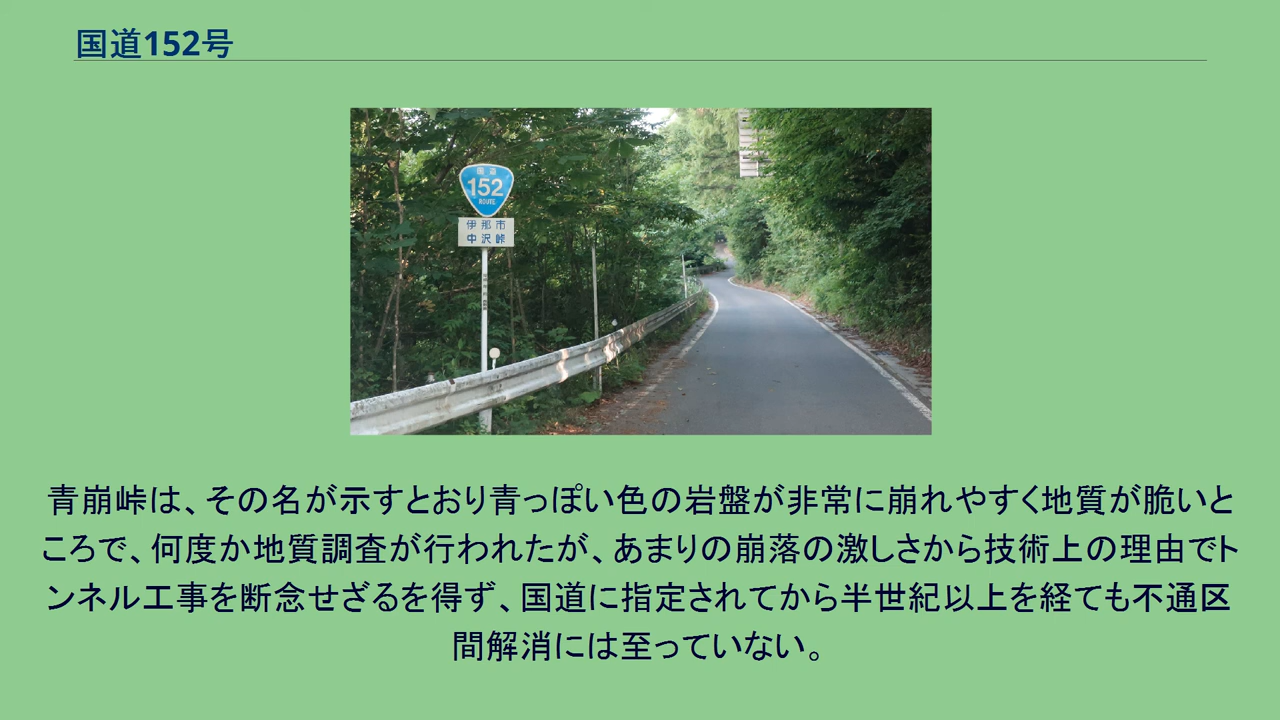 国道152号
国道
152
ROUTE
伊那市
中沢峠
青崩峠は、その名が示すとおり青っぽい色の岩盤が非常に崩れやすく地質が脆いと
ころで、何度か地質調査が行われたが、あまりの崩落の激しさから技術上の理由でト
ンネル工事を断念せざるを得ず、国道に指定されてから半世紀以上を経ても不通区
間解消には至っていない。